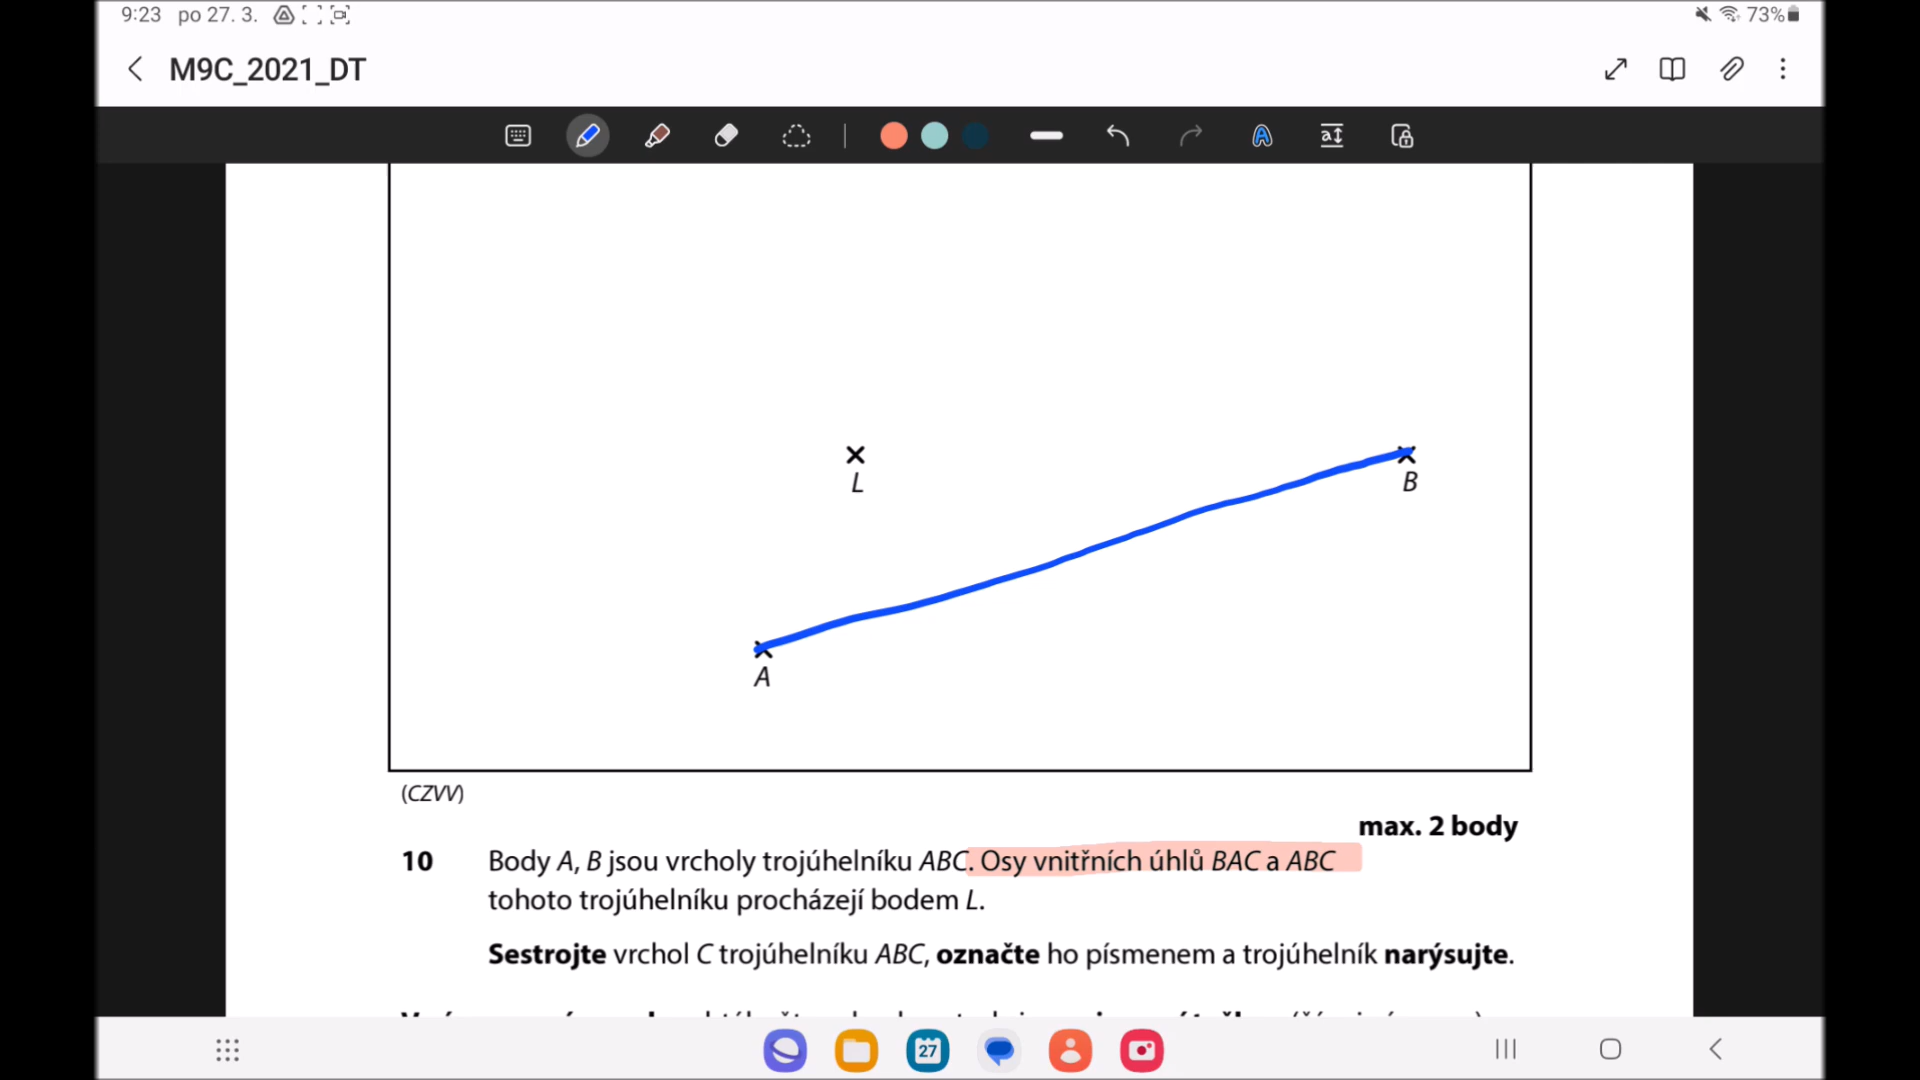 9:23 po 27. 3. 73%
M9C_2021_DT
L
B
A
(CZVV)
max. 2 body
10 Body A, B jsou vrcholy trojúhelníku ABC. Osy vnitřních úhlů BAC a ABC
tohoto trojúhelníku procházejí bodem L.
Sestrojte vrchol C trojúhelníku ABC, označte ho písmenem a trojúhelník narýsujte.
27